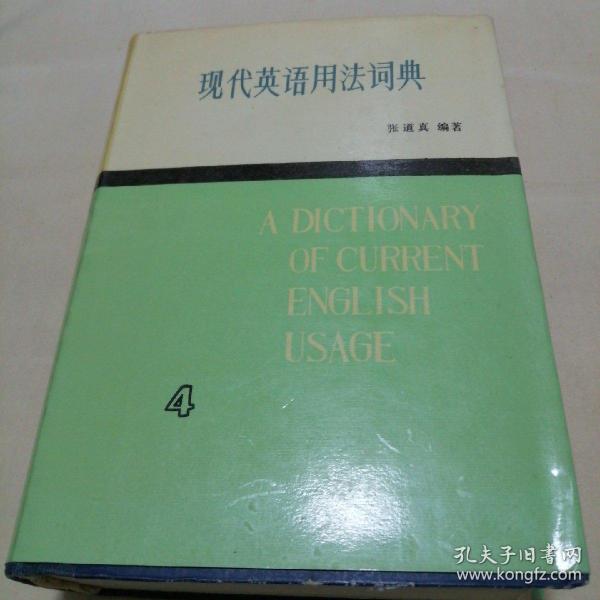 现代英语用法词典
张道真 编著
A DICTIONARY
OF CURRENT
ENGLISH
USAGE
4
孔夫子旧书网
www.kongfz.com